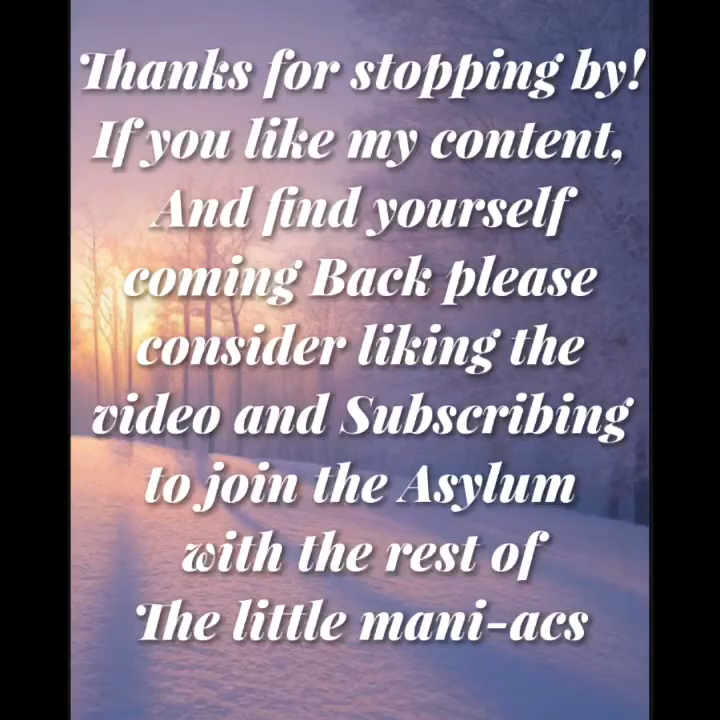 Thanks for stopping by!
If you like my content,
And find yourself
coming Back please
consider liking the
video and Subscribing
to join the Asylum
with the rest of
The little mani-acs